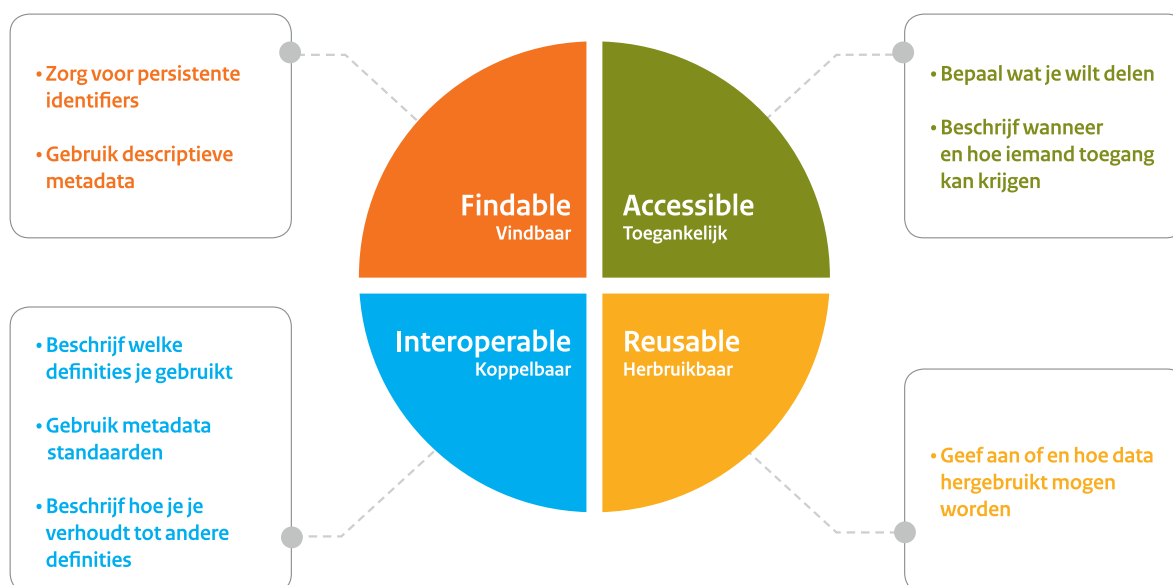 • Zorg voor persistente
identifiers
• Gebruik descriptieve
metadata
Findable
Vindbaar
Accessible
Toegankelijk
• Bepaal wat je wilt delen
• Beschrijf wanneer
en hoe iemand toegang
kan krijgen
• Beschrijf welke
definities je gebruikt
• Gebruik metadata
standaarden
• Beschrijf hoe je je
verhoudt tot andere
definities
Interoperable
Koppelbaar
Reusable
Herbruikbaar
• Geef aan of en hoe data
hergebruikt mogen
worden